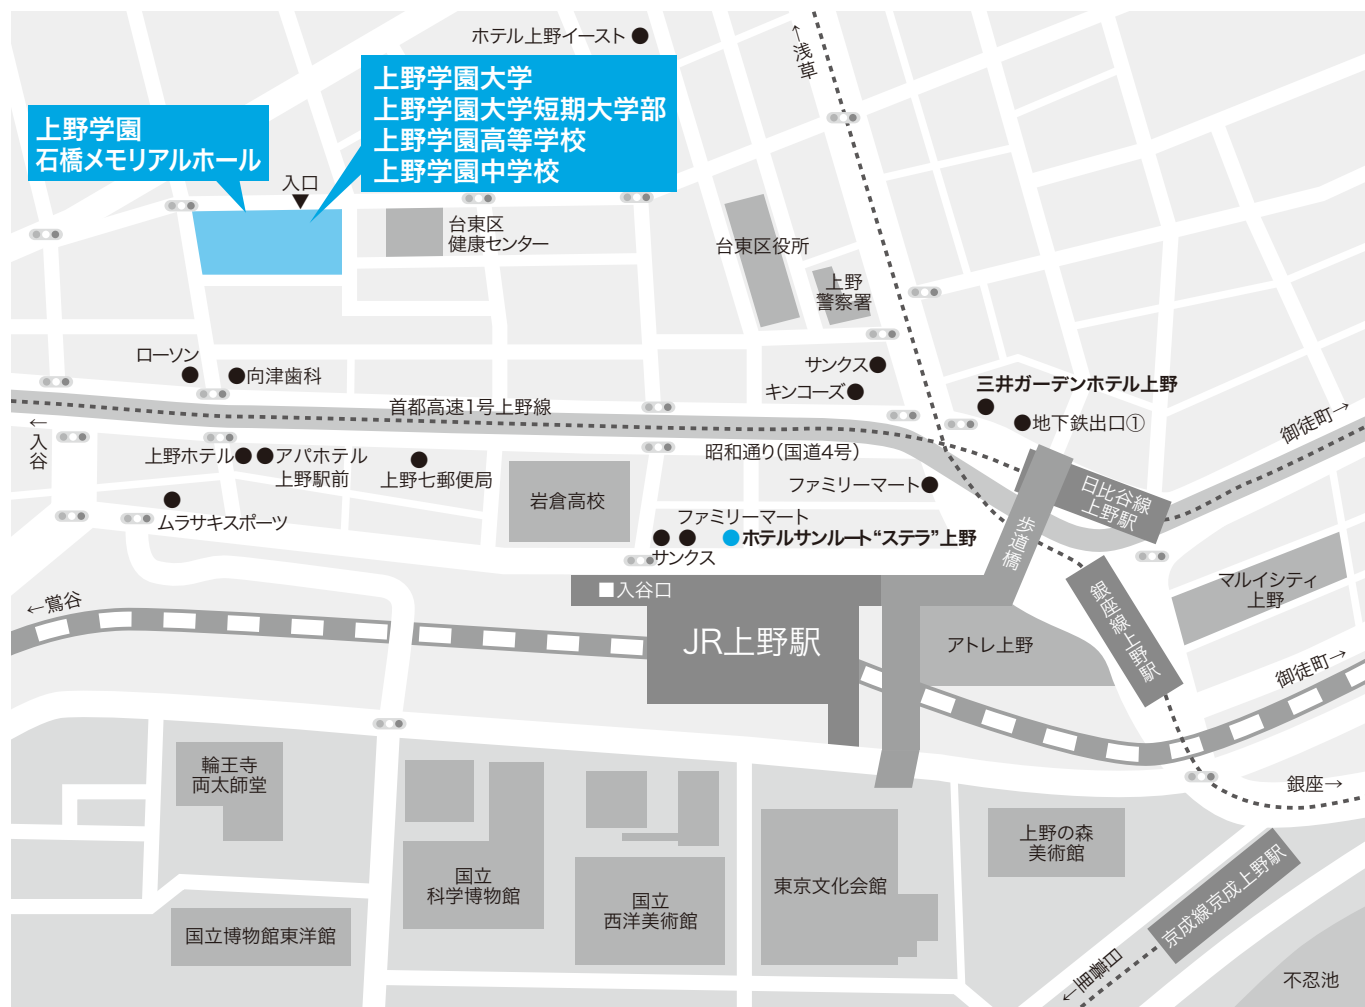 ホテル上野イースト
←浅草
上野学園大学
上野学園大学短期大学部
上野学園高等学校
上野学園中学校
上野学園
石橋メモリアルホール
入口
台東区
健康センター
台東区役所
上野
警察署
ローソン
向津歯科
サンクス
キンコーズ
三井ガーデンホテル上野
地下鉄出口①
御徒町→
首都高速1号上野線
←入谷
昭和通り(国道4号)
上野ホテル
アパホテル
上野駅前
上野七郵便局
岩倉高校
ファミリーマート
日比谷線
上野駅
ムラサキスポーツ
ファミリーマート
サンクス
ホテルサンルート“ステラ”上野
歩道橋
入谷口
マルイシティ
上野
←鶯谷
JR上野駅
アトレ上野
銀座線上野駅
御徒町→
輪王寺
両太師堂
銀座→
上野の森
美術館
国立
科学博物館
国立
西洋美術館
東京文化会館
京成線京成上野駅
国立博物館東洋館
日暮里→
不忍池